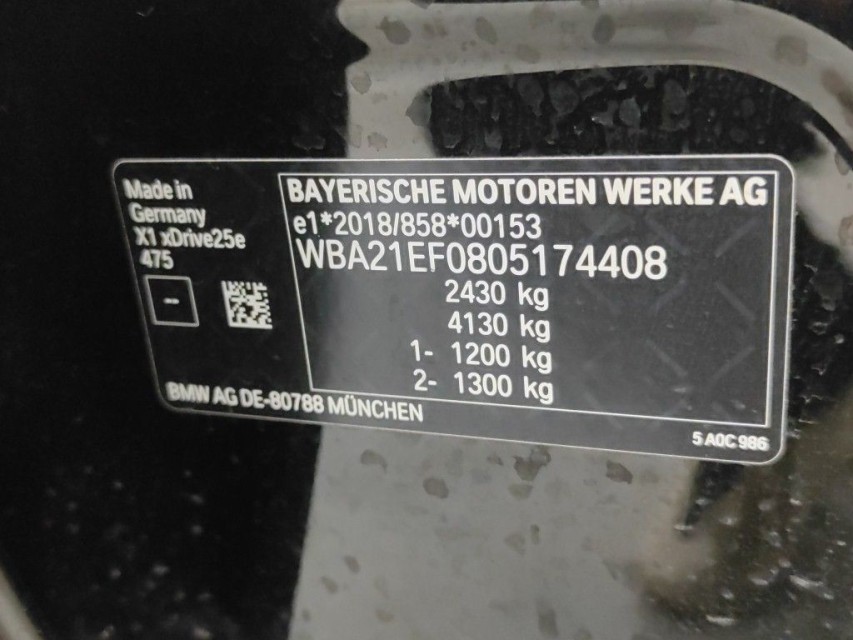 Made in
Germany
X1 xDrive25e
475
--
BAYERISCHE MOTOREN WERKE AG
e1*2018/858*00153
WBA21EF0805174408
2430 kg
4130 kg
1- 1200 kg
2- 1300 kg
BMW AG DE-80788 MÜNCHEN
5 A0C 986